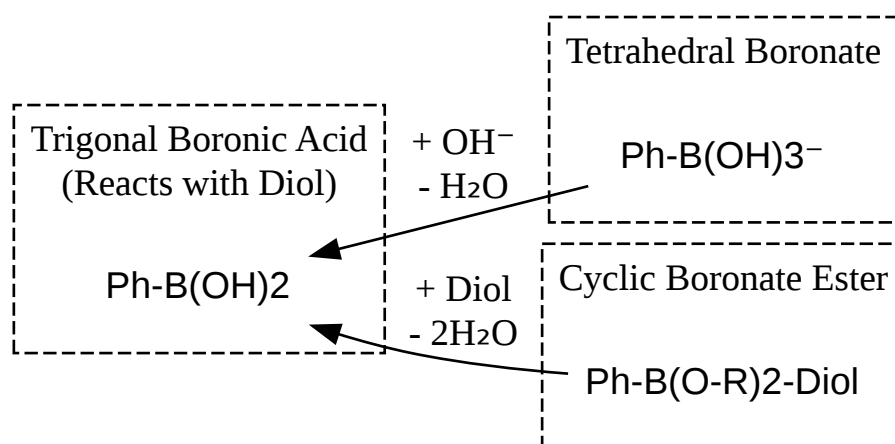 Trigonal Boronic Acid
(Reacts with Diol)
Ph-B(OH)2
+ OH⁻
- H₂O
+ Diol
- 2H₂O
Tetrahedral Boronate
Ph-B(OH)3⁻
Cyclic Boronate Ester
Ph-B(O-R)2-Diol